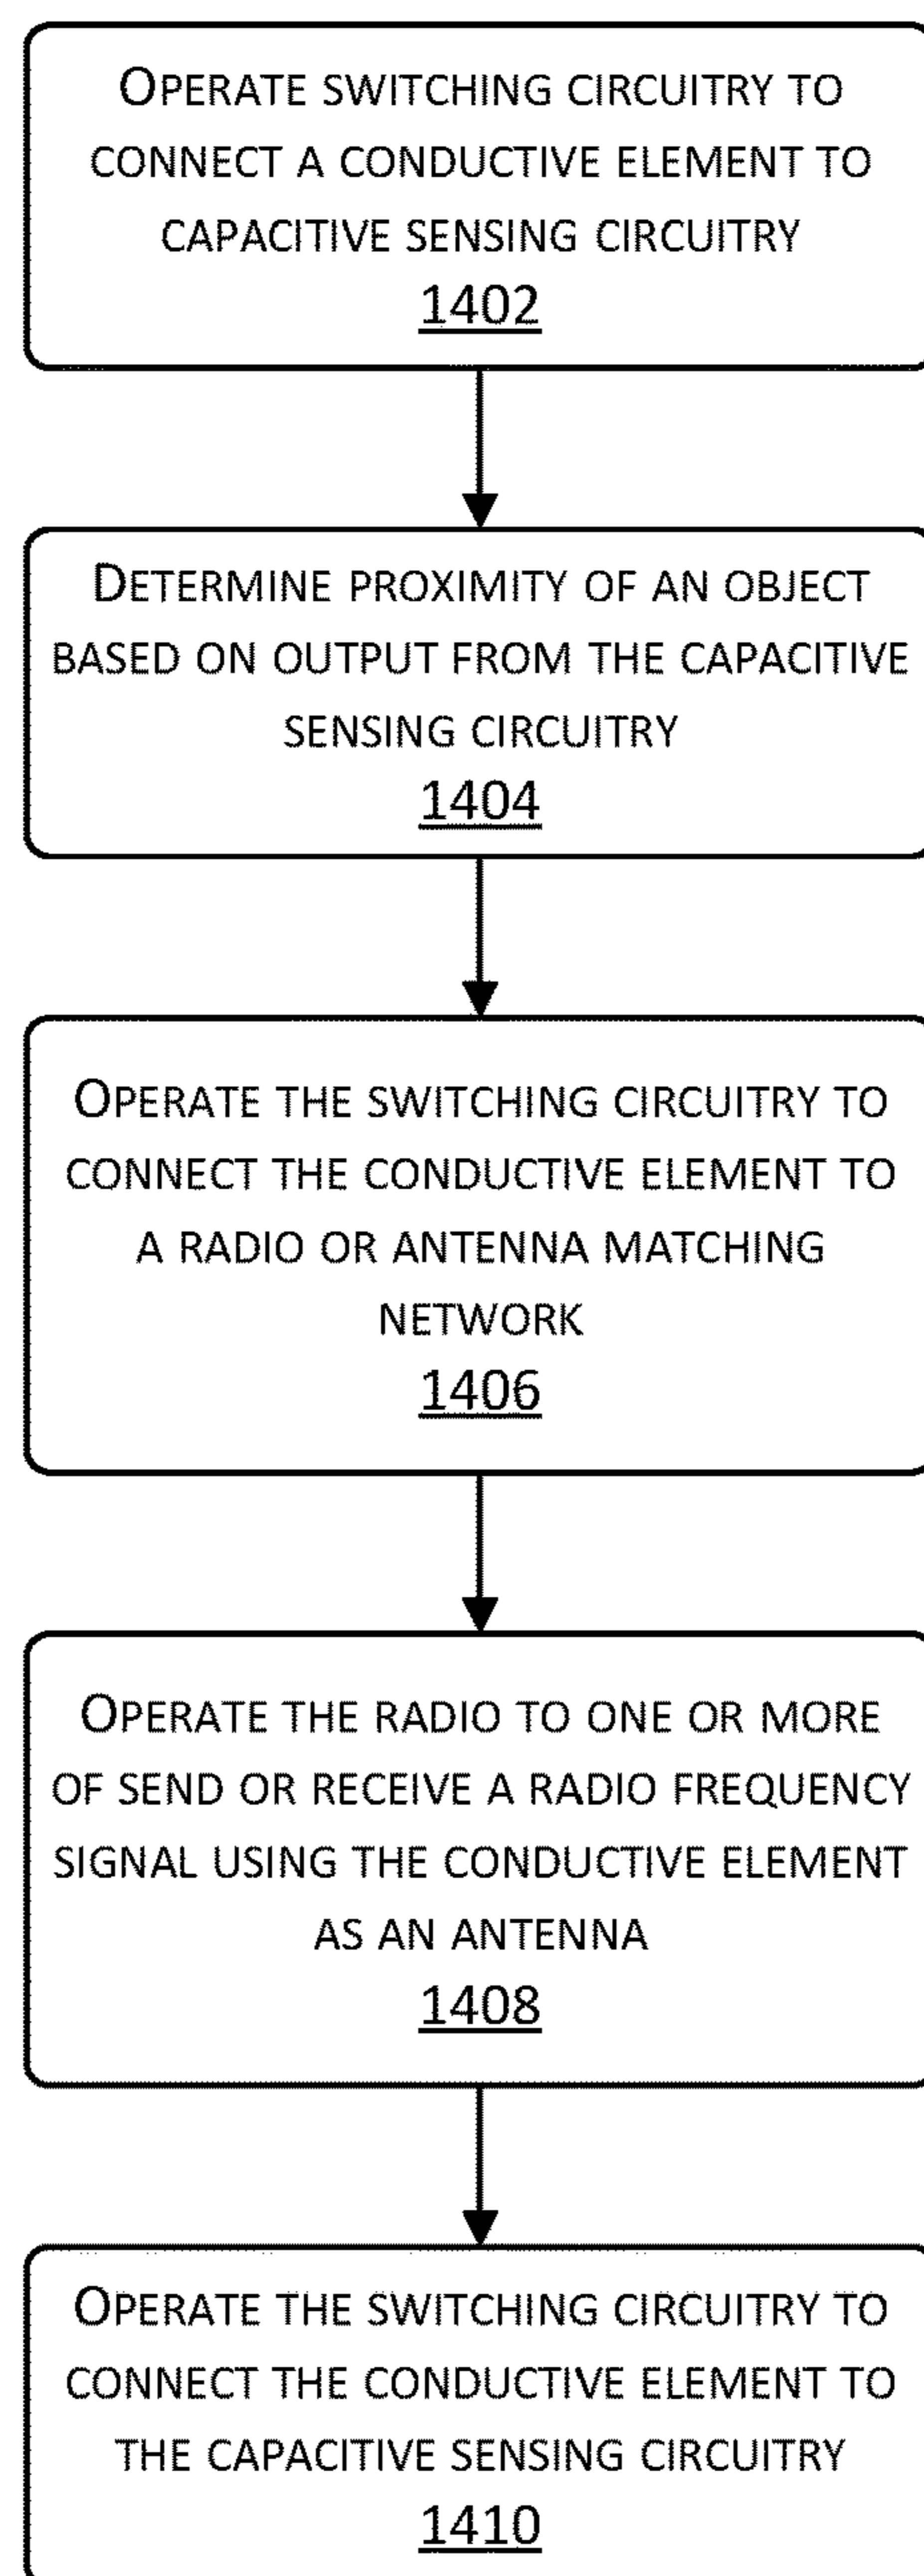 OPERATE SWITCHING CIRCUITRY TO
CONNECT A CONDUCTIVE ELEMENT TO
CAPACITIVE SENSING CIRCUITRY
1402
DETERMINE PROXIMITY OF AN OBJECT
BASED ON OUTPUT FROM THE CAPACITIVE
SENSING CIRCUITRY
1404
OPERATE THE SWITCHING CIRCUITRY TO
CONNECT THE CONDUCTIVE ELEMENT TO
A RADIO OR ANTENNA MATCHING
NETWORK
1406
OPERATE THE RADIO TO ONE OR MORE
OF SEND OR RECEIVE A RADIO FREQUENCY
SIGNAL USING THE CONDUCTIVE ELEMENT
AS AN ANTENNA
1408
OPERATE THE SWITCHING CIRCUITRY TO
CONNECT THE CONDUCTIVE ELEMENT TO
THE CAPACITIVE SENSING CIRCUITRY
1410